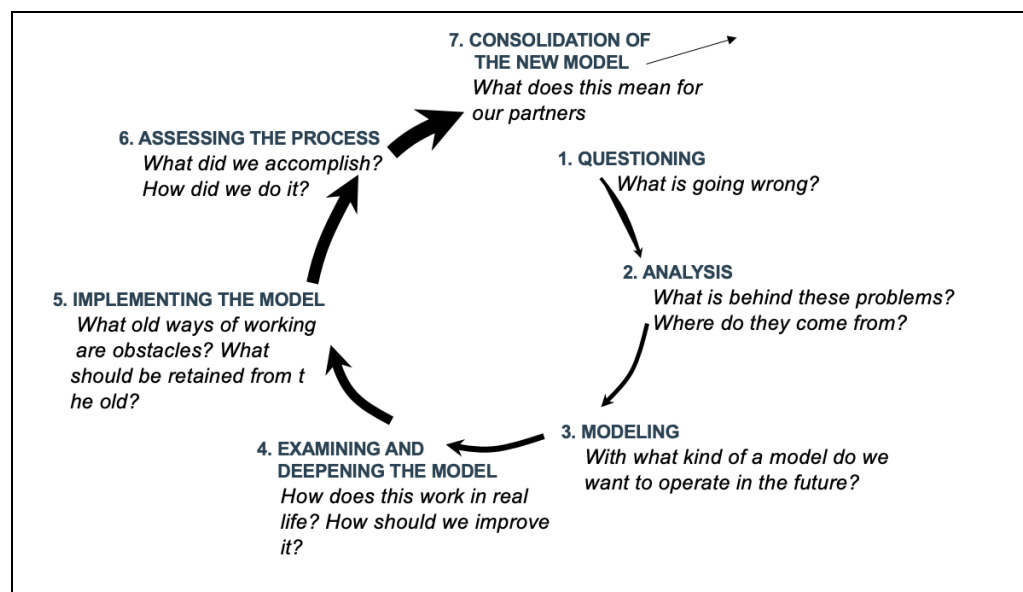 7. CONSOLIDATION OF
THE NEW MODEL
What does this mean for
our partners
6. ASSESSING THE PROCESS
What did we accomplish?
How did we do it?
1. QUESTIONING
What is going wrong?
2. ANALYSIS
What is behind these problems?
Where do they come from?
5. IMPLEMENTING THE MODEL
What old ways of working
are obstacles? What
should be retained from t
he old?
3. MODELING
With what kind of a model do we
want to operate in the future?
4. EXAMINING AND
DEEPENING THE MODEL
How does this work in real
life? How should we improve
it?